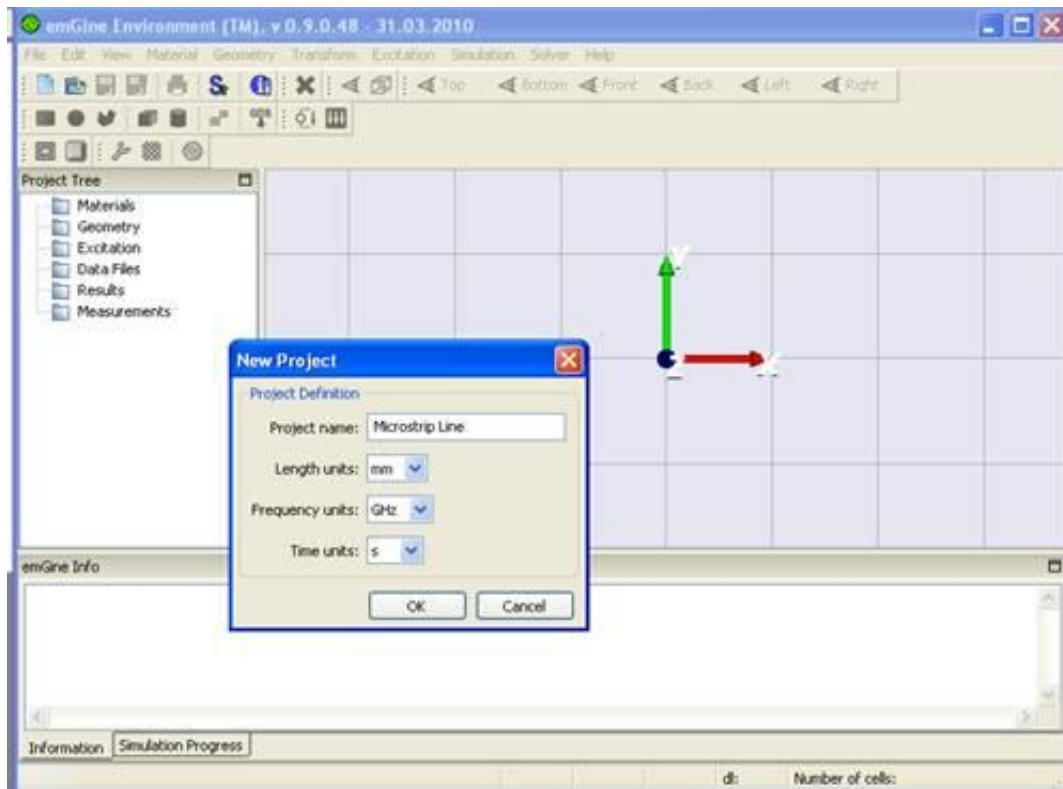 emGine Environment (TM), v 0.9.0.48 - 31.03.2010
File Edit View Material Geometry Transform Excitation Simulation Solver Help
Top Bottom Front Back Left Right
Project Tree
Materials
Geometry
Excitation
Data Files
Results
Measurements
Y
X
Z
New Project
Project Definition
Project name: Microstrip Line
Length units: mm
Frequency units: GHz
Time units: s
OK Cancel
emGine Info
Information Simulation Progress
dl: Number of cells: